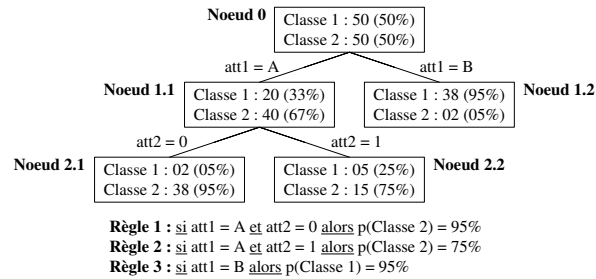 Noeud 0
Classe 1 : 50 (50%)
Classe 2 : 50 (50%)
att1 = A
att1 = B
Noeud 1.1
Classe 1 : 20 (33%)
Classe 2 : 40 (67%)
Classe 1 : 38 (95%)
Classe 2 : 02 (05%)
Noeud 1.2
att2 = 0
att2 = 1
Noeud 2.1
Classe 1 : 02 (05%)
Classe 2 : 38 (95%)
Classe 1 : 05 (25%)
Classe 2 : 15 (75%)
Noeud 2.2
Règle 1 : si att1 = A et att2 = 0 alors p(Classe 2) = 95%
Règle 2 : si att1 = A et att2 = 1 alors p(Classe 2) = 75%
Règle 3 : si att1 = B alors p(Classe 1) = 95%